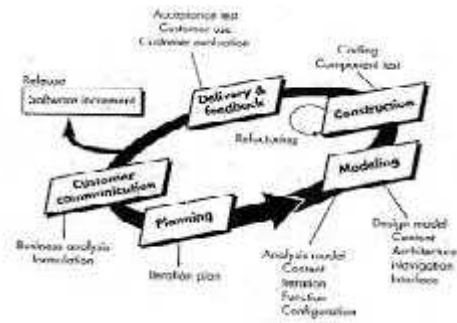 Acceptance test
Customer use
Customer evaluation
Delivery &
feedback
Coding
Component test
Construction
Refactoring
Release
Software increment
Customer
communication
Modeling
Planning
Business analysis
Formulation
Iteration plan
Analysis model
Content
Iteration
Function
Configuration
Design model
Content
Architecture
Navigation
Interface